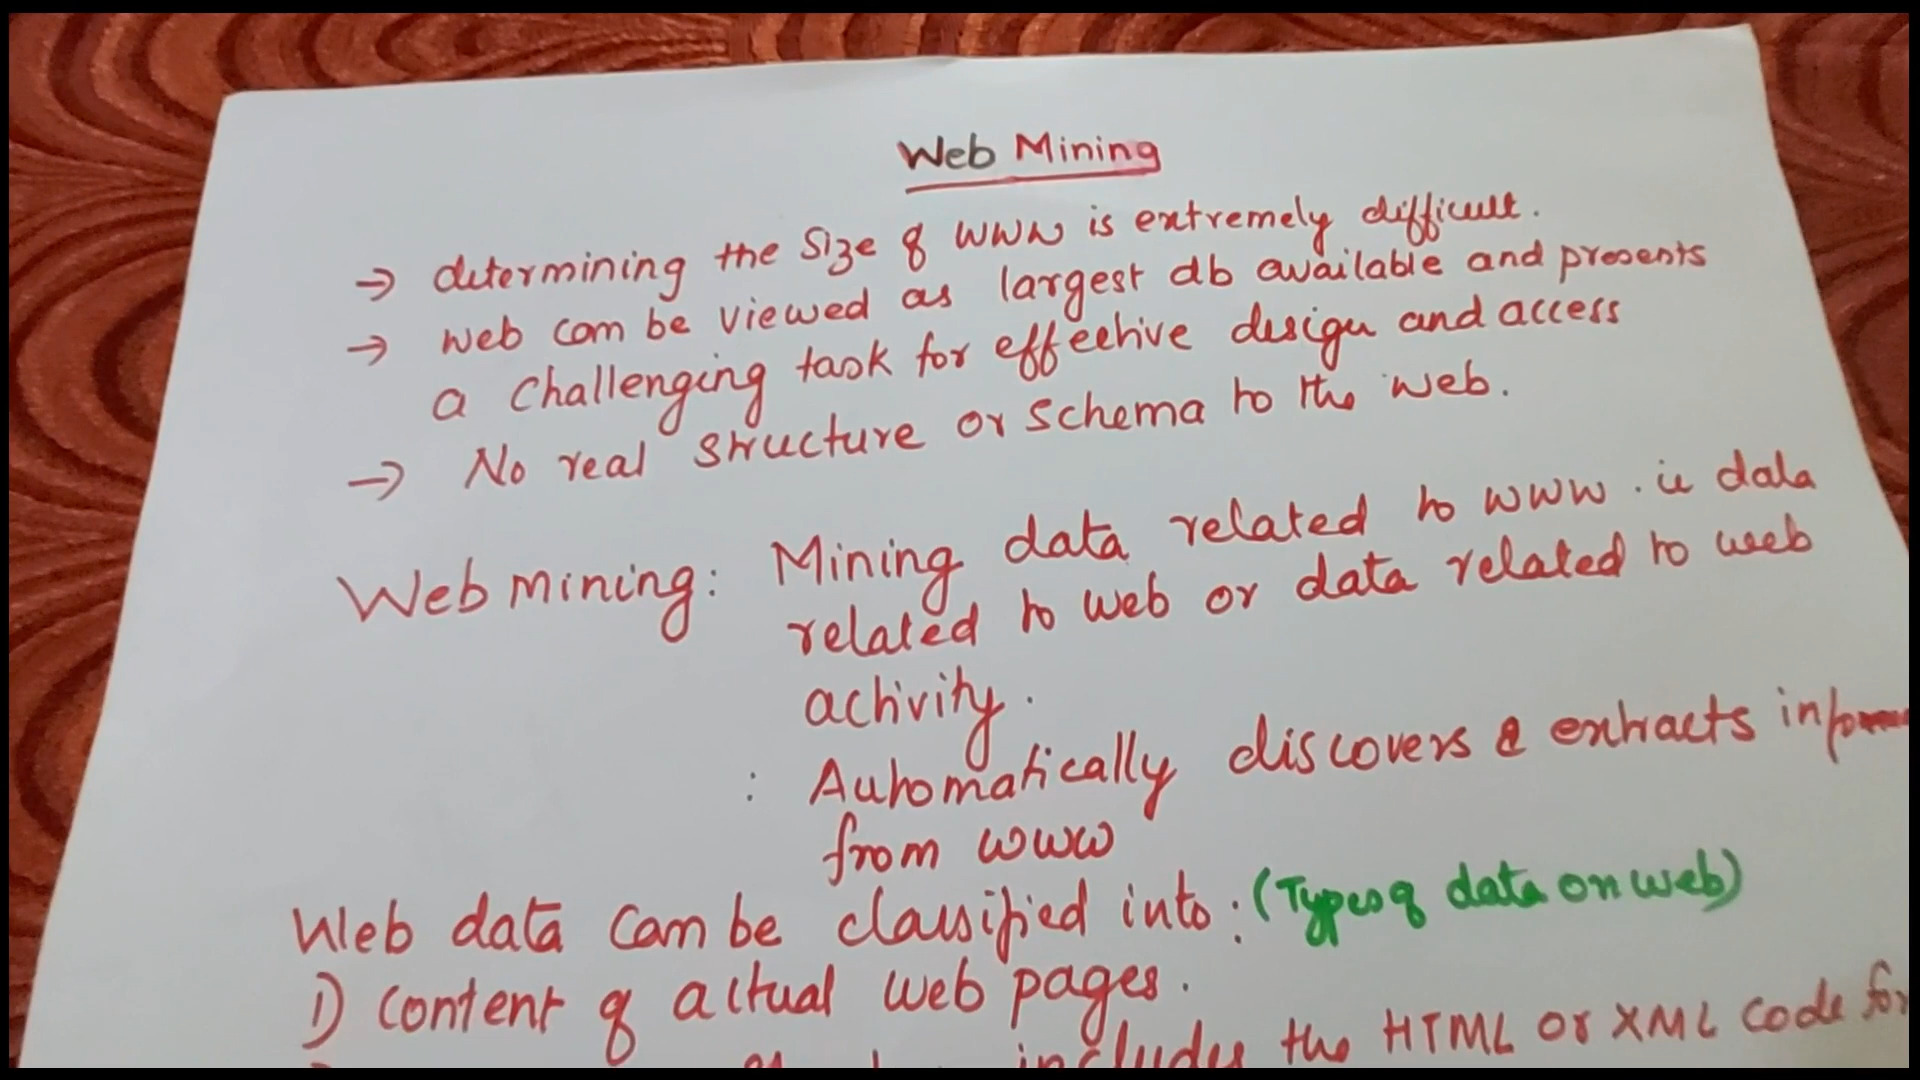 Web Mining
→ determining the Size of WWW is extremely difficult.
→ web can be viewed as largest db available and presents
a challenging task for effective design and access
→ No real structure or schema to the web.
Web mining: Mining data related to WWW. ie data
related to web or data related to web
activity.
: Automatically discovers & extracts
from www
Web data can be classified into: (Types of data on web)
1) content of actual web pages.
includes the HTML or XML code for